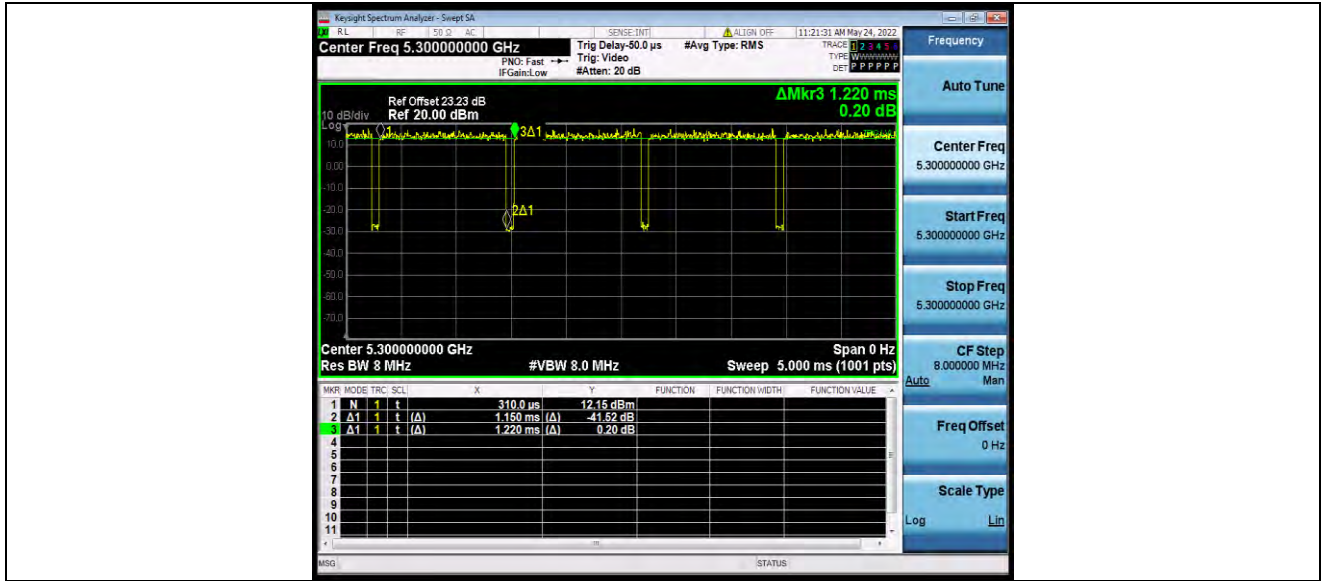 Keysight Spectrum Analyzer - Swept SA
RL RF 50 Ω AC SENSE:INT ALIGN OFF 11:21:31 AM May 24, 2022
Center Freq 5.300000000 GHz Trig Delay-50.0 µs #Avg Type: RMS TRACE 1 2 3 4 5 6
PNO: Fast Trig: Video TYPE WWWWWW
IFGain:Low #Atten: 20 dB DET P P P P P P
ΔMkr3 1.220 ms
0.20 dB
Ref Offset 23.23 dB
10 dB/div Ref 20.00 dBm
Log
1 3Δ1
10.0
0.00
-10.0
-20.0 2Δ1
-30.0
-40.0
-50.0
-60.0
-70.0
Center 5.300000000 GHz Span 0 Hz
Res BW 8 MHz #VBW 8.0 MHz Sweep 5.000 ms (1001 pts)
MKR MODE TRC SCL X Y FUNCTION FUNCTION WIDTH FUNCTION VALUE
1 N 1 t 310.0 µs 12.15 dBm
2 Δ1 1 t (Δ) 1.150 ms (Δ) -41.52 dB
3 Δ1 1 t (Δ) 1.220 ms (Δ) 0.20 dB
4
5
6
7
8
9
10
11
MSG STATUS
Frequency
Auto Tune
Center Freq
5.300000000 GHz
Start Freq
5.300000000 GHz
Stop Freq
5.300000000 GHz
CF Step
8.000000 MHz
Auto Man
Freq Offset
0 Hz
Scale Type
Log Lin